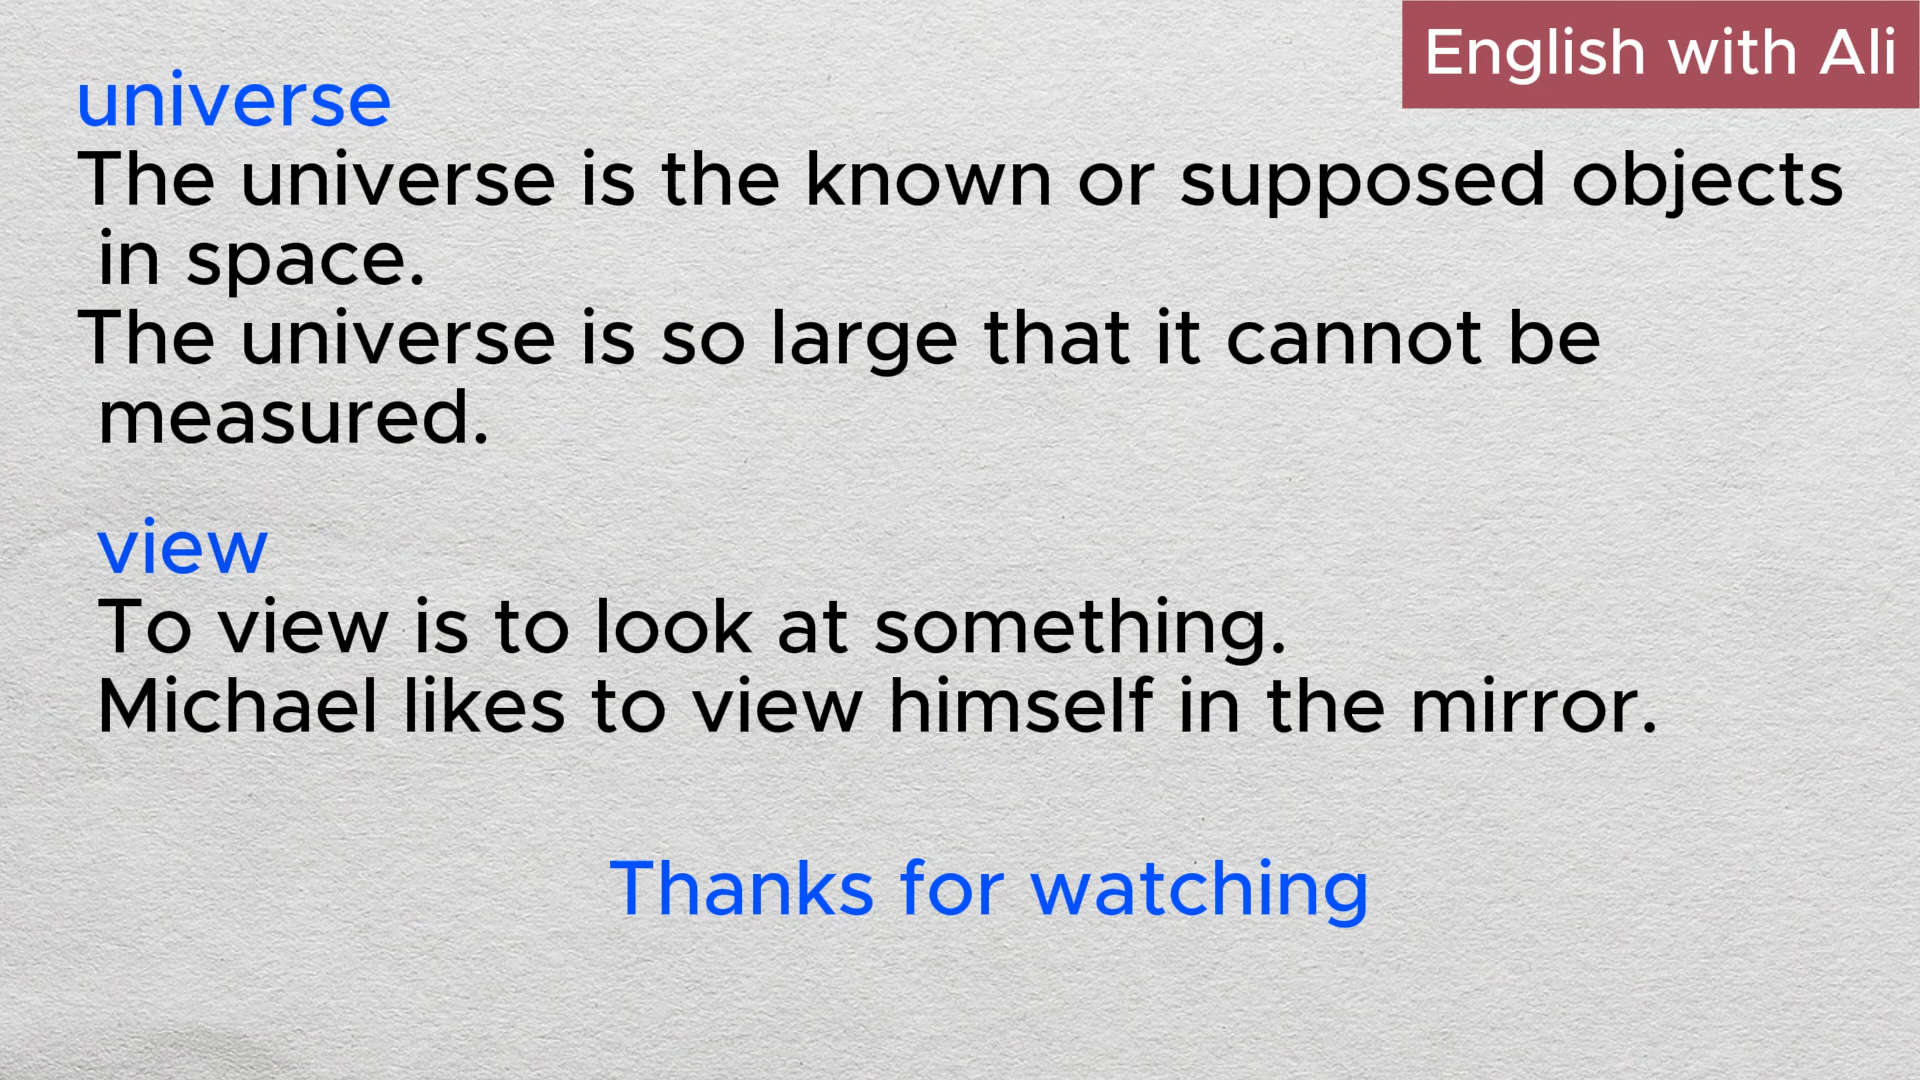 English with Ali
universe
The universe is the known or supposed objects
in space.
The universe is so large that it cannot be
measured.
view
To view is to look at something.
Michael likes to view himself in the mirror.
Thanks for watching